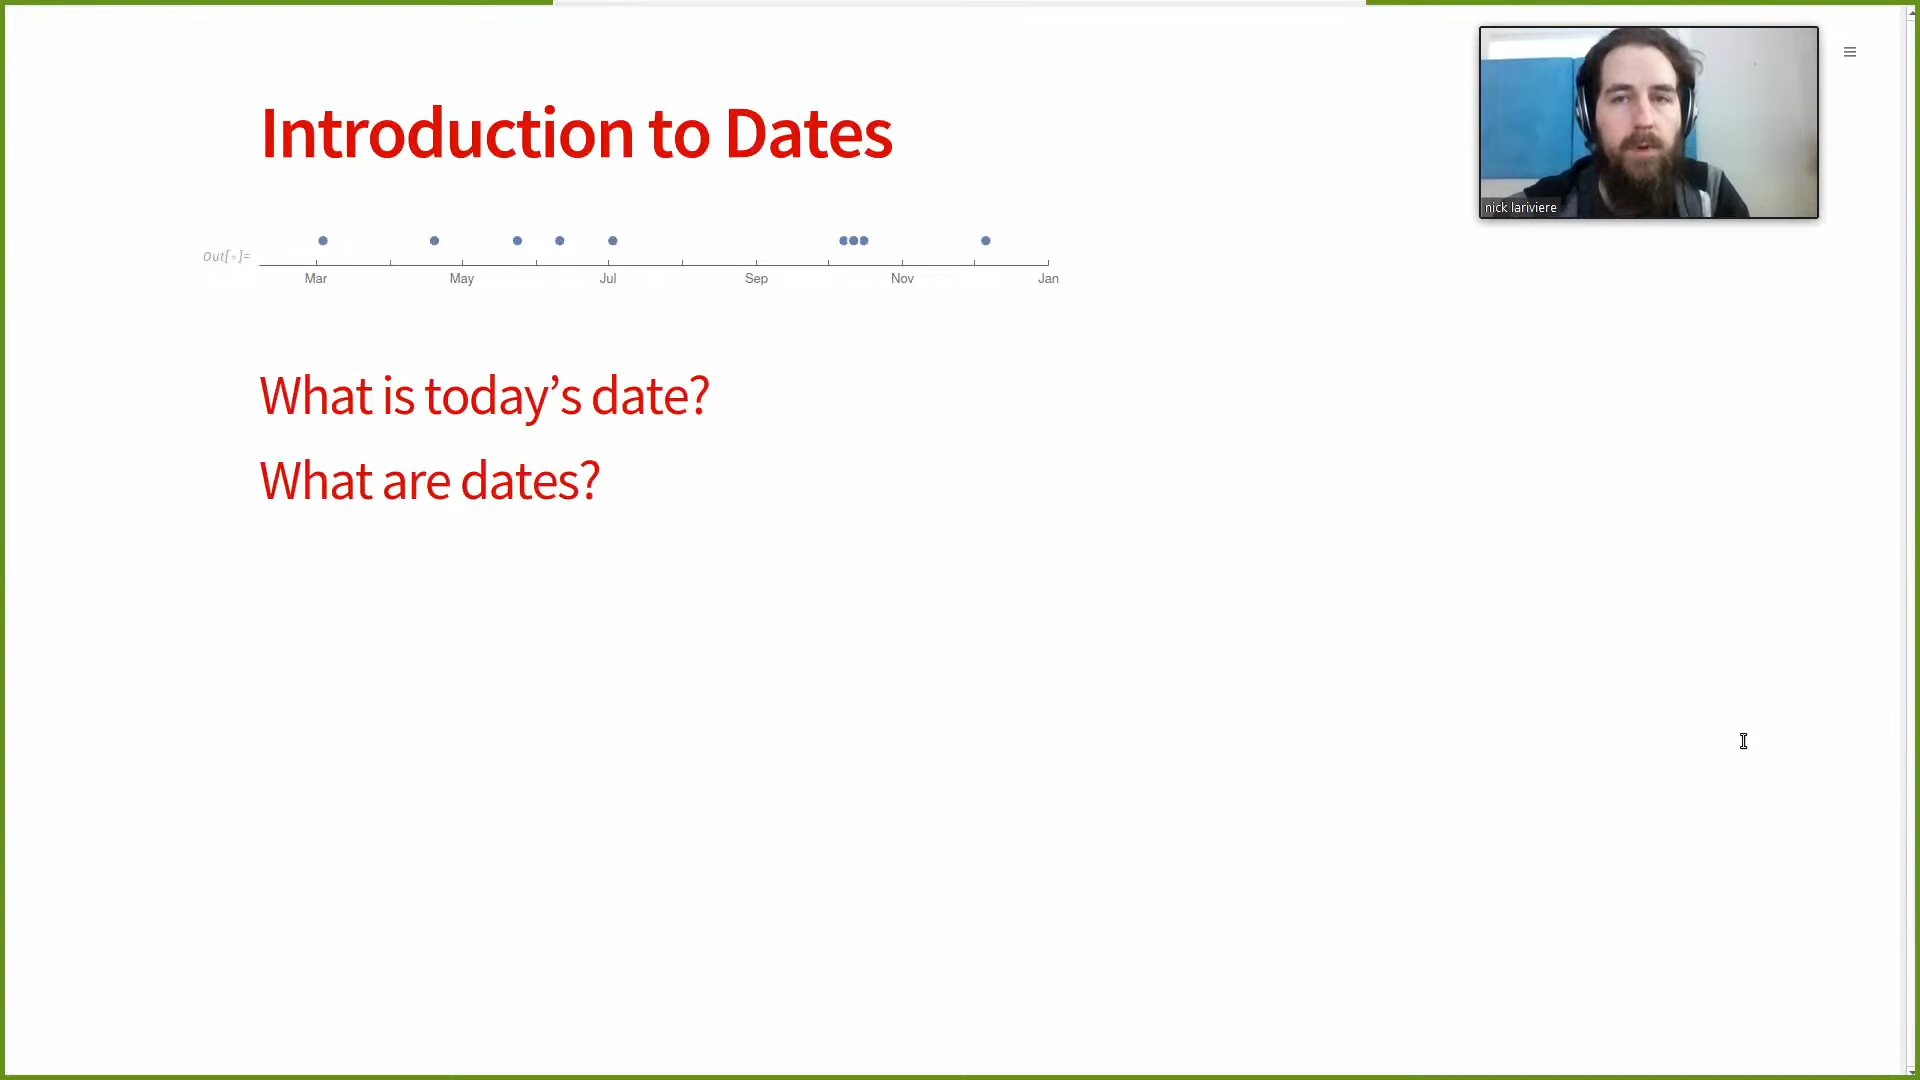 Introduction to Dates
nick lariviere
Out[ ]=
Mar May Jul Sep Nov Jan
What is today’s date?
What are dates?